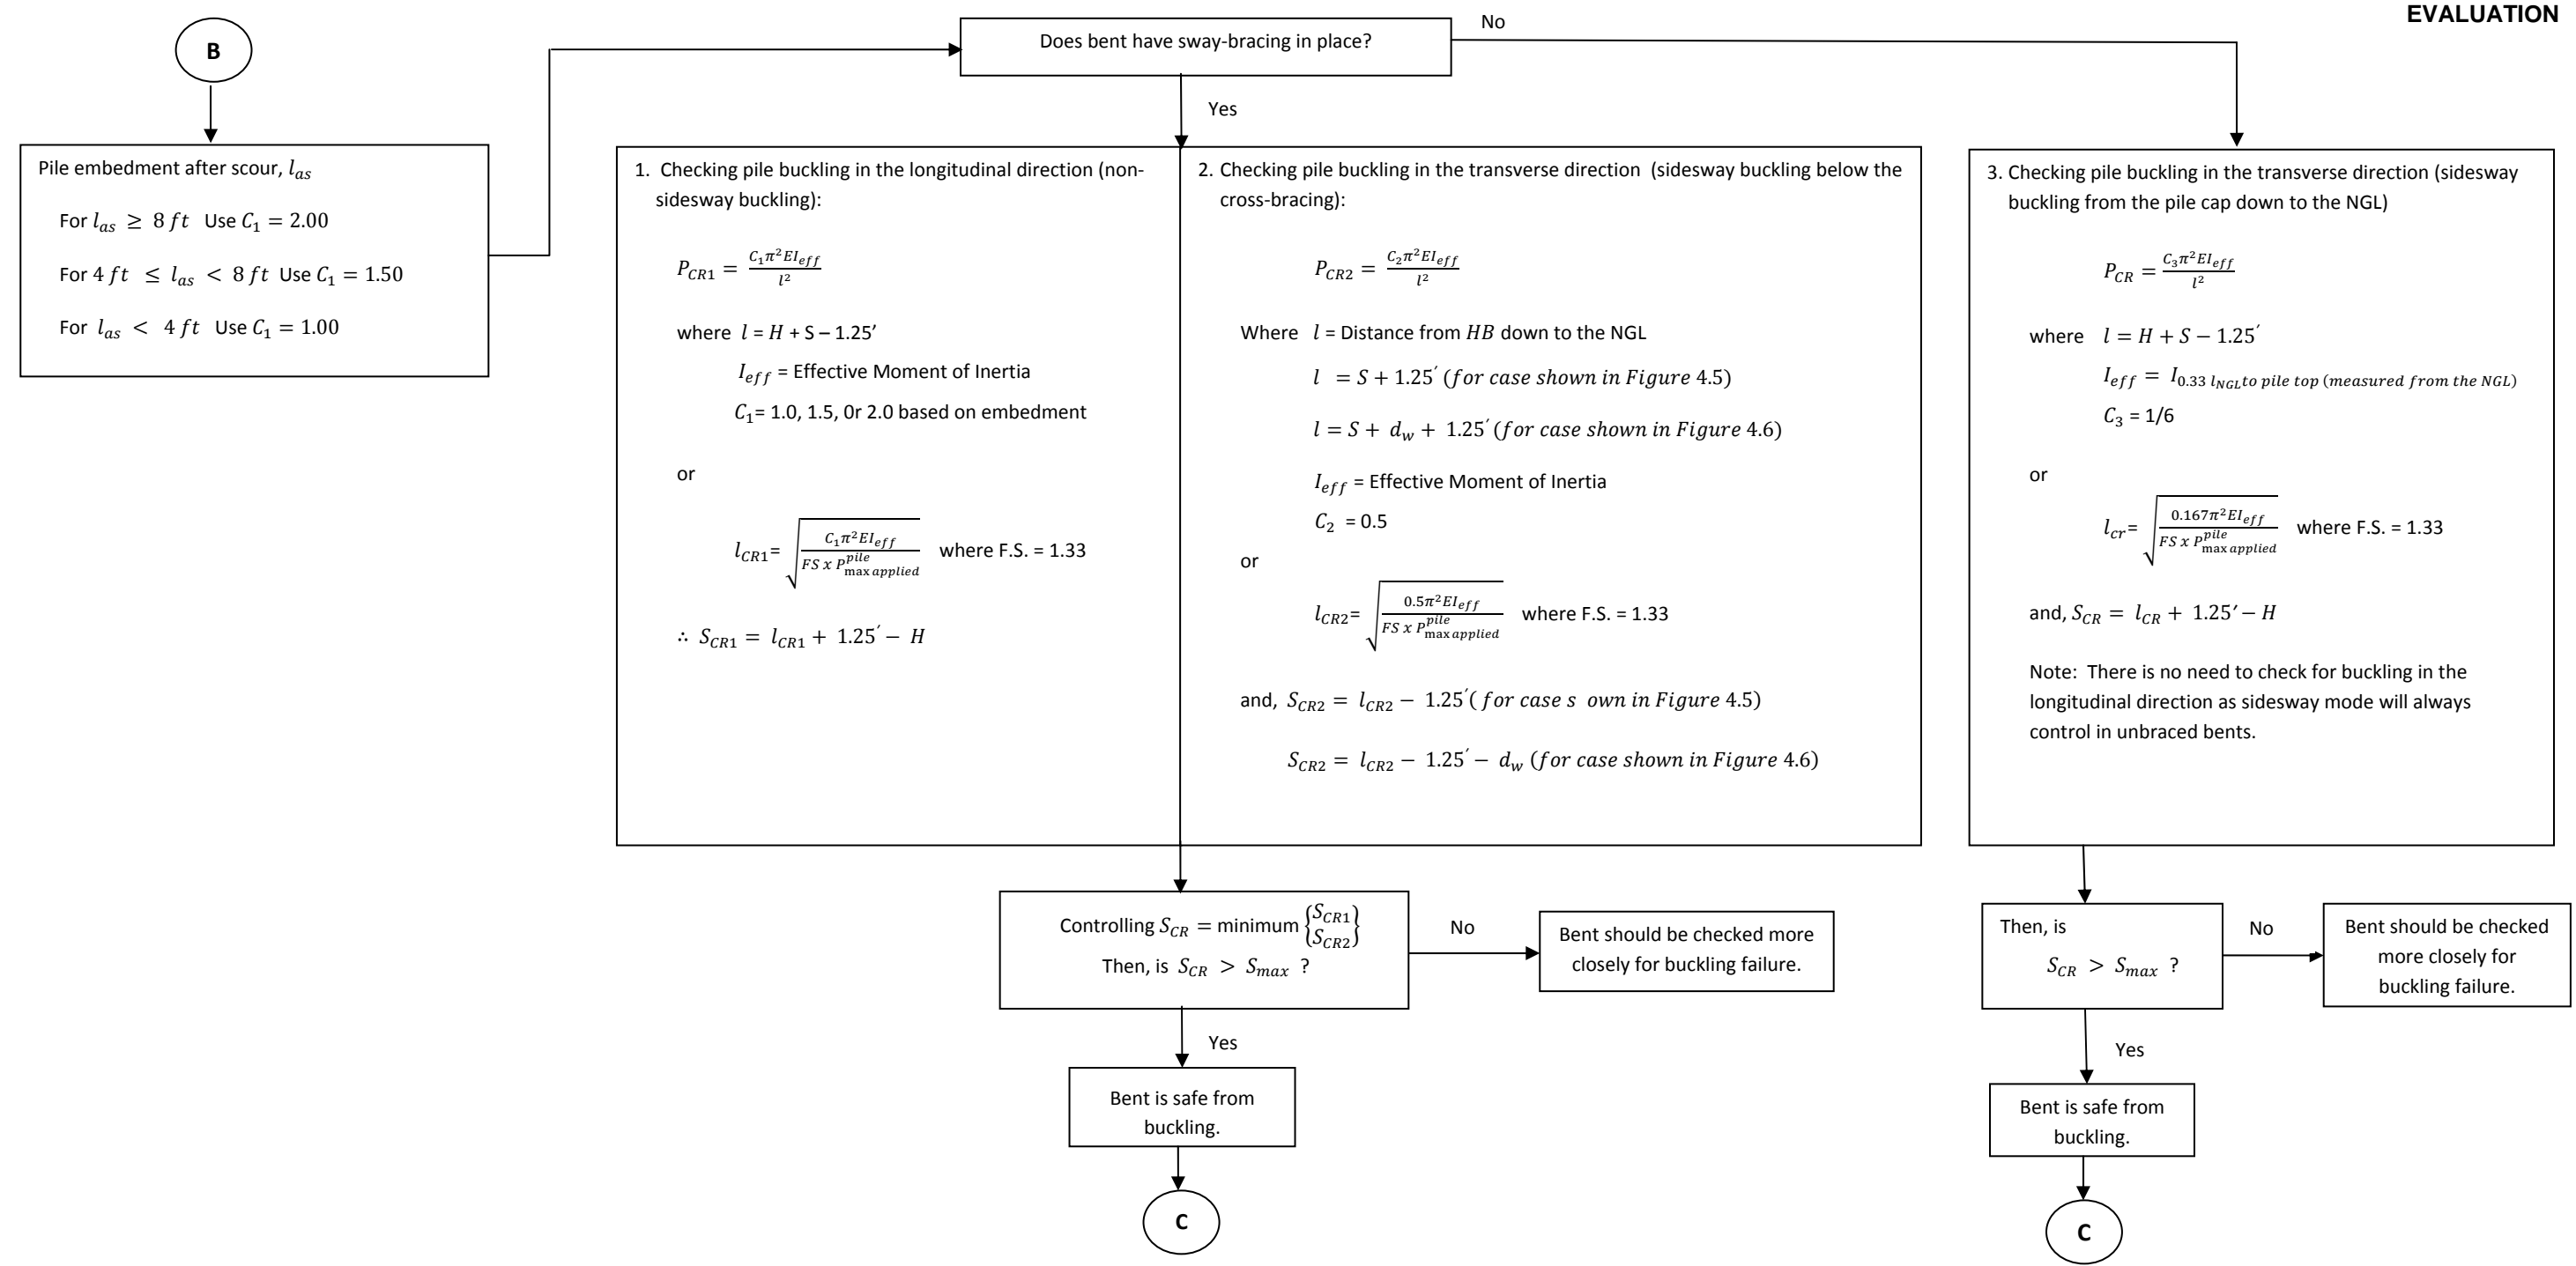 EVALUATION
B
Pile embedment after scour, l_as
For l_as ≥ 8 ft Use C_1 = 2.00
For 4 ft ≤ l_as < 8 ft Use C_1 = 1.50
For l_as < 4 ft Use C_1 = 1.00
Does bent have sway-bracing in place?
No
Yes
1. Checking pile buckling in the longitudinal direction (non-
sidesway buckling):
P_CR1 = C_1π²EI_eff / l²
where l = H + S – 1.25′
I_eff = Effective Moment of Inertia
C_1= 1.0, 1.5, 0r 2.0 based on embedment
or
l_CR1= √(C_1π²EI_eff / FS x P^pile_max applied) where F.S. = 1.33
∴ S_CR1 = l_CR1 + 1.25′ − H
2. Checking pile buckling in the transverse direction (sidesway buckling below the
cross-bracing):
P_CR2 = C_2π²EI_eff / l²
Where l = Distance from HB down to the NGL
l = S + 1.25′ (for case shown in Figure 4.5)
l = S + d_w + 1.25′ (for case shown in Figure 4.6)
I_eff = Effective Moment of Inertia
C_2 = 0.5
or
l_CR2= √(0.5π²EI_eff / FS x P^pile_max applied) where F.S. = 1.33
and, S_CR2 = l_CR2 − 1.25′ ( for case s own in Figure 4.5)
S_CR2 = l_CR2 − 1.25′ − d_w (for case shown in Figure 4.6)
3. Checking pile buckling in the transverse direction (sidesway
buckling from the pile cap down to the NGL)
P_CR = C_3π²EI_eff / l²
where l = H + S − 1.25′
I_eff = I_0.33 l_NGL to pile top (measured from the NGL)
C_3 = 1/6
or
l_cr= √(0.167π²EI_eff / FS x P^pile_max applied) where F.S. = 1.33
and, S_CR = l_CR + 1.25′ − H
Note: There is no need to check for buckling in the
longitudinal direction as sidesway mode will always
control in unbraced bents.
Controlling S_CR = minimum {S_CR1}
{S_CR2}
Then, is S_CR > S_max ?
No
Bent should be checked more
closely for buckling failure.
Yes
Bent is safe from
buckling.
C
Then, is
S_CR > S_max ?
No
Bent should be checked
more closely for
buckling failure.
Yes
Bent is safe from
buckling.
C